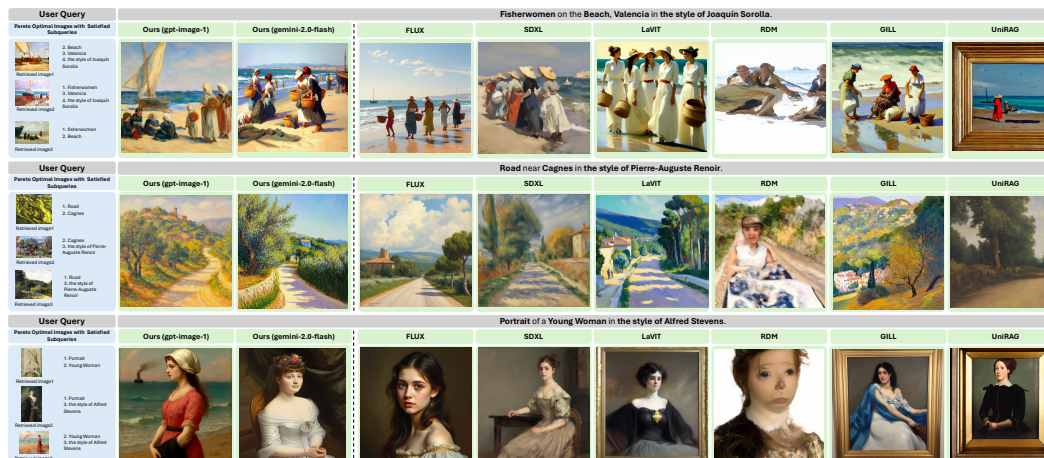 User Query
Fisherwomen on the Beach, Valencia in the style of Joaquín Sorolla.
Pareto Optimal Images with Satisfied
Subqueries
Ours (gpt-image-1)
Ours (gemini-2.0-flash)
FLUX
SDXL
LaVIT
RDM
GILL
UniRAG
2. Beach
3. Valencia
4. the style of Joaquín
Sorolla
Retrieved image1
1. Fisherwomen
3. Valencia
4. the style of Joaquín
Sorolla
Retrieved image2
1. fisherwomen
2. Beach
Retrieved image3
User Query
Road near Cagnes in the style of Pierre-Auguste Renoir.
Pareto Optimal Images with Satisfied
Subqueries
Ours (gpt-image-1)
Ours (gemini-2.0-flash)
FLUX
SDXL
LaVIT
RDM
GILL
UniRAG
1. Road
2. Cagnes
Retrieved image1
2. Cagnes
3. the style of Pierre-
Auguste Renoir
Retrieved image2
1. Road
3. the style of
Pierre-Auguste
Renoir
Retrieved image3
User Query
Portrait of a Young Woman in the style of Alfred Stevens.
Pareto Optimal Images with Satisfied
Subqueries
Ours (gpt-image-1)
Ours (gemini-2.0-flash)
FLUX
SDXL
LaVIT
RDM
GILL
UniRAG
1. Portrait
2. Young Woman
Retrieved image1
1. Portrait
3. the style of Alfred
Stevens
Retrieved image2
2. Young Woman
3. the style of Alfred
Stevens